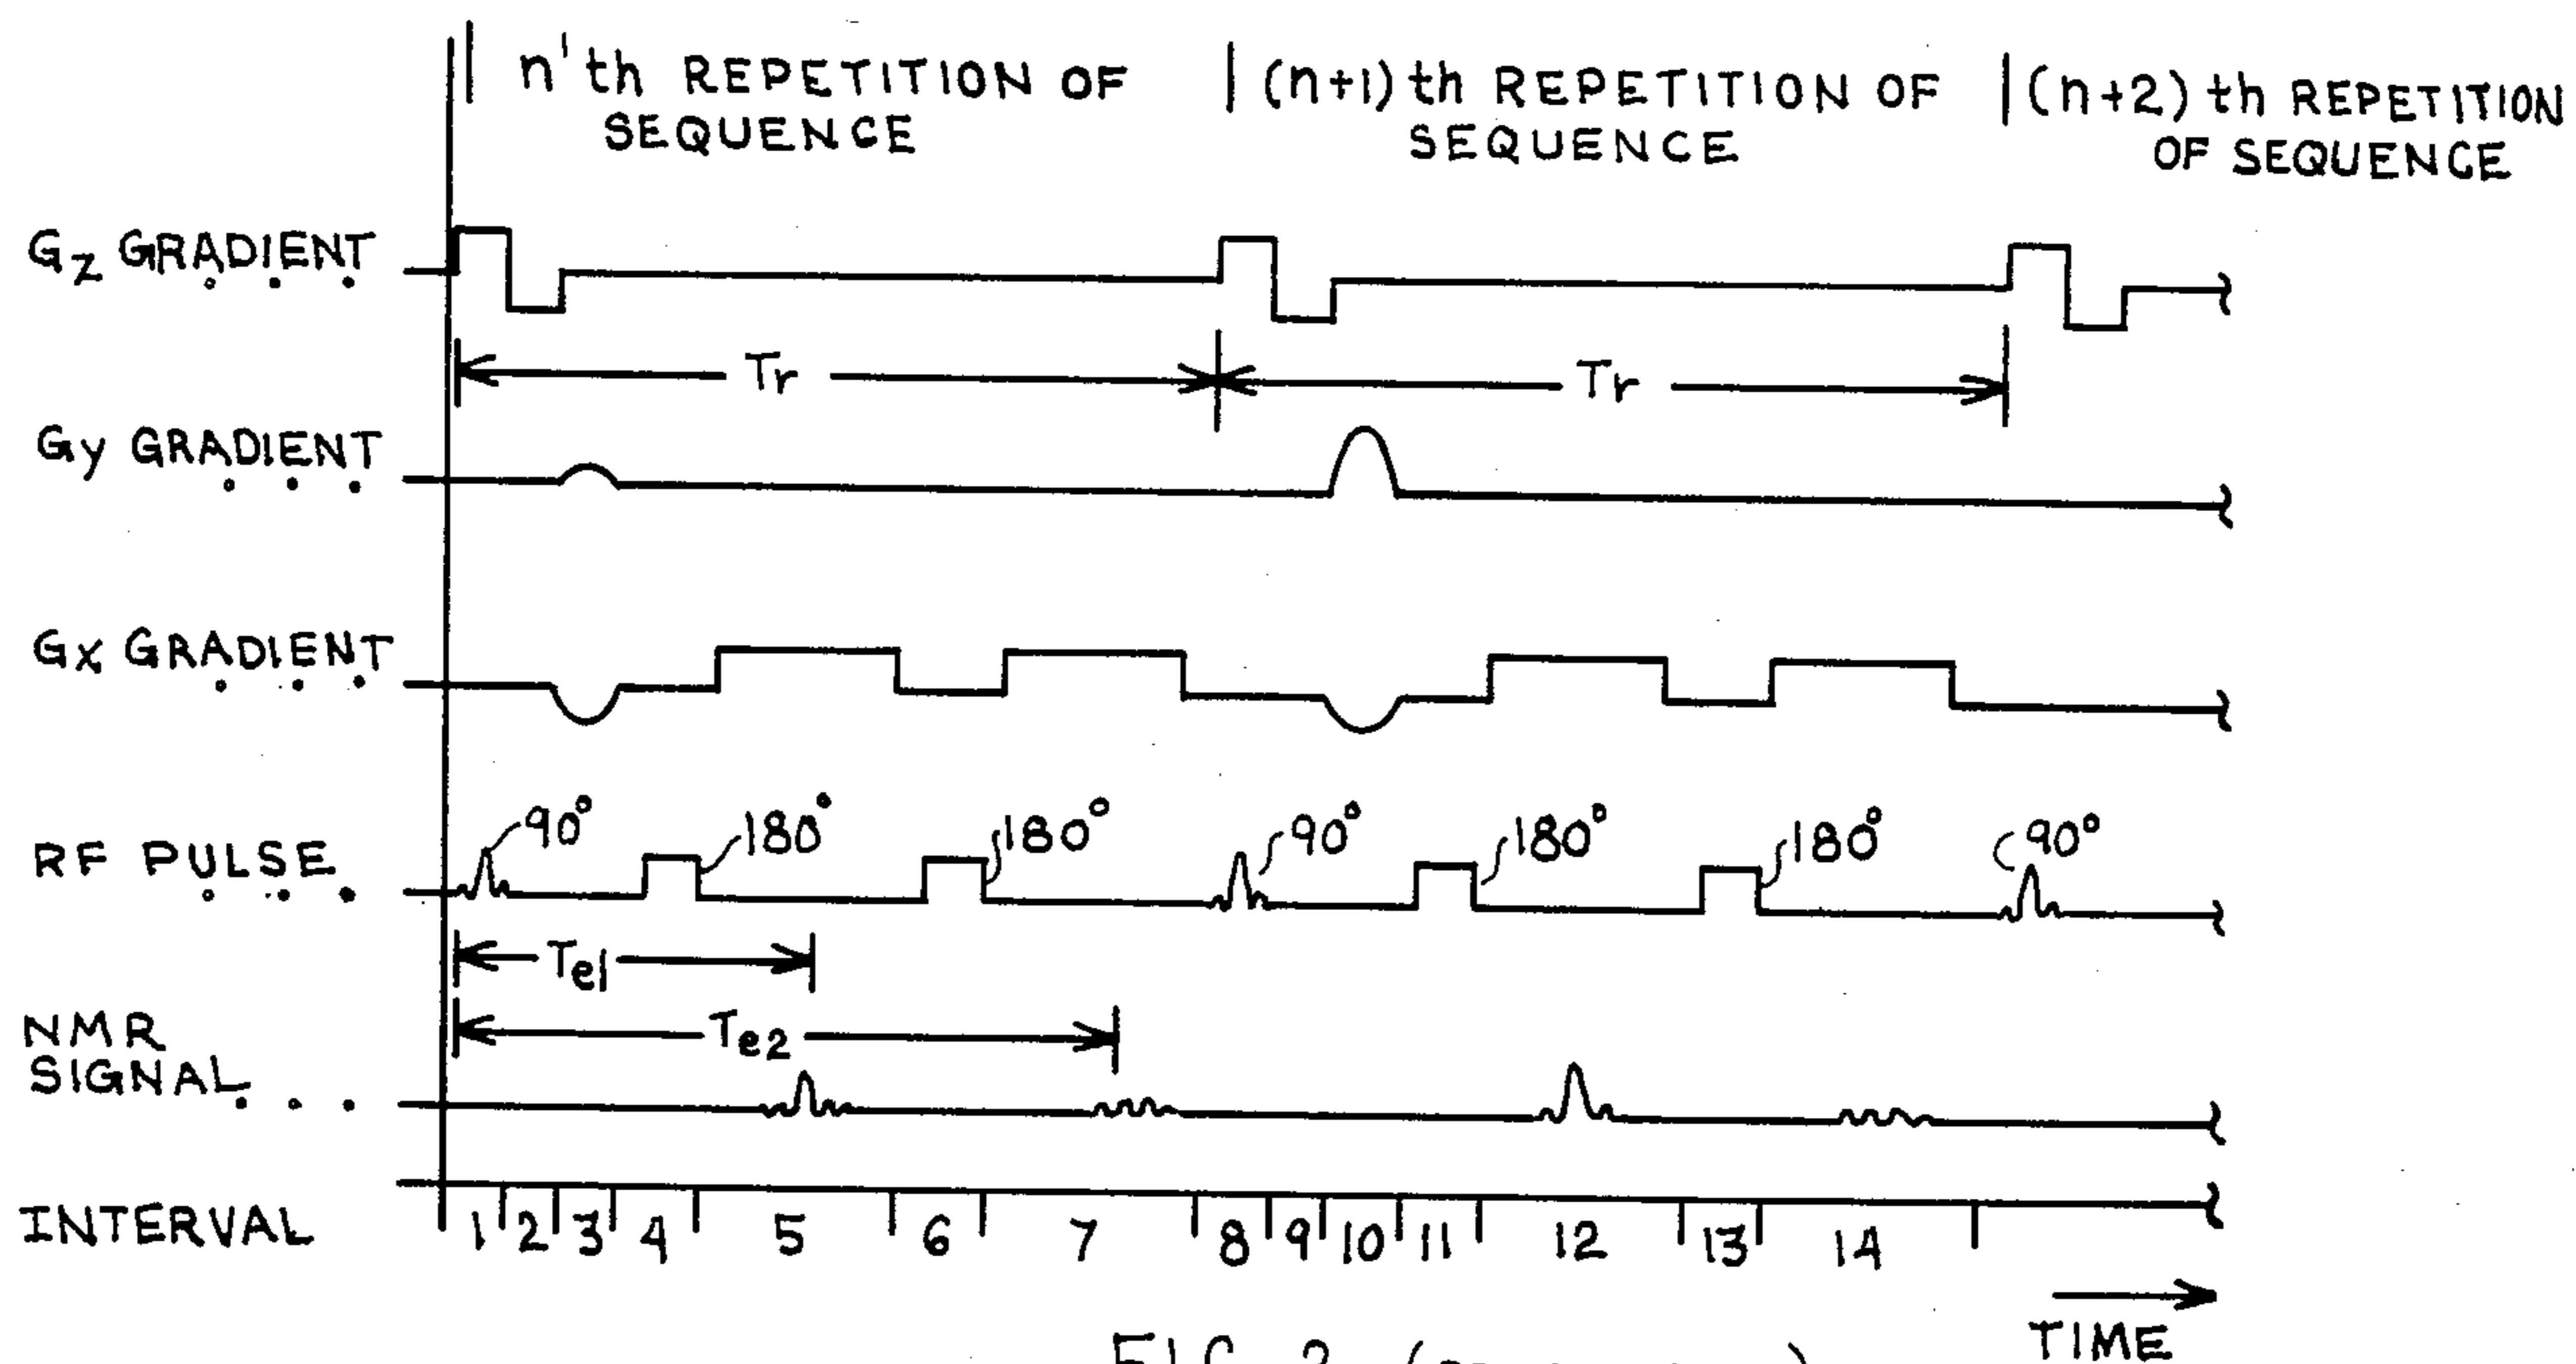 n'th REPETITION OF
SEQUENCE
(n+1)th REPETITION OF
SEQUENCE
(n+2)th REPETITION
OF SEQUENCE
Gz GRADIENT
Tr
Tr
Gy GRADIENT
Gx GRADIENT
90° 180° 180° 90° 180° 180° 90°
RF PULSE
Te1
NMR
SIGNAL
Te2
INTERVAL
1 2 3 4 5 6 7 8 9 10 11 12 13 14
TIME
FIG. 2